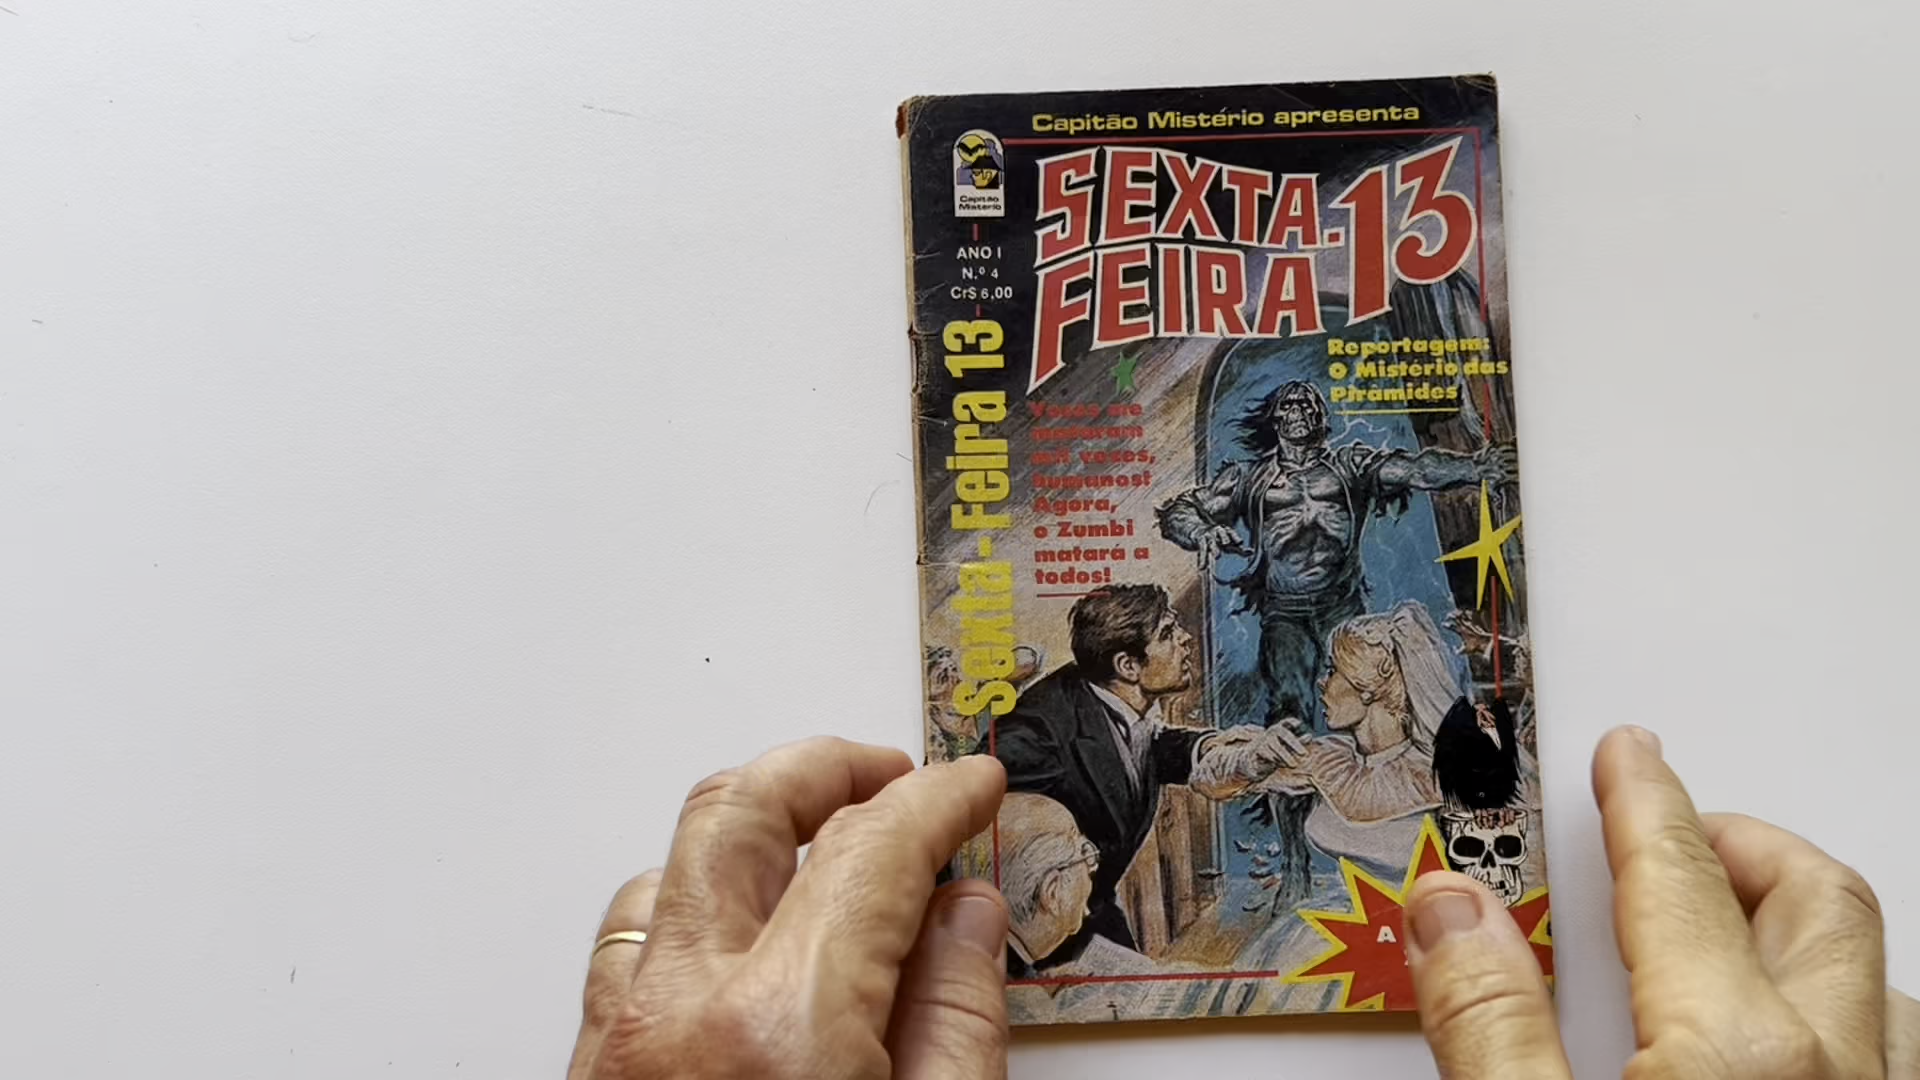 Capitão Mistério apresenta
SEXTA-
FEIRA 13
Capitão
Mistério
ANO I
N.º 4
Cr$ 6,00
Sexta-Feira 13
Reportagem:
O Mistério das
Pirâmides
Vocês me
mataram
mil vezes,
humanos!
Agora,
o Zumbi
matará a
todos!
A